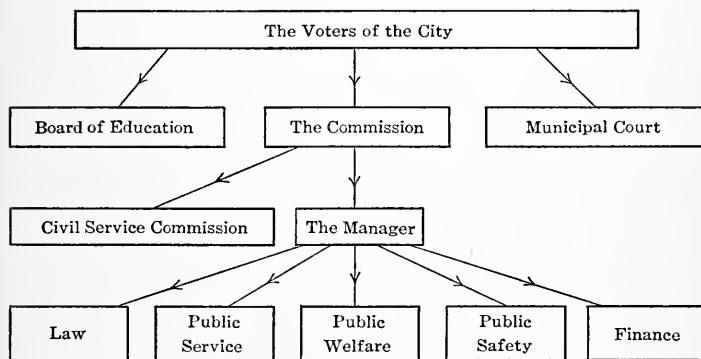 The Voters of the City
Board of Education
The Commission
Municipal Court
Civil Service Commission
The Manager
Law
Public
Service
Public
Welfare
Public
Safety
Finance